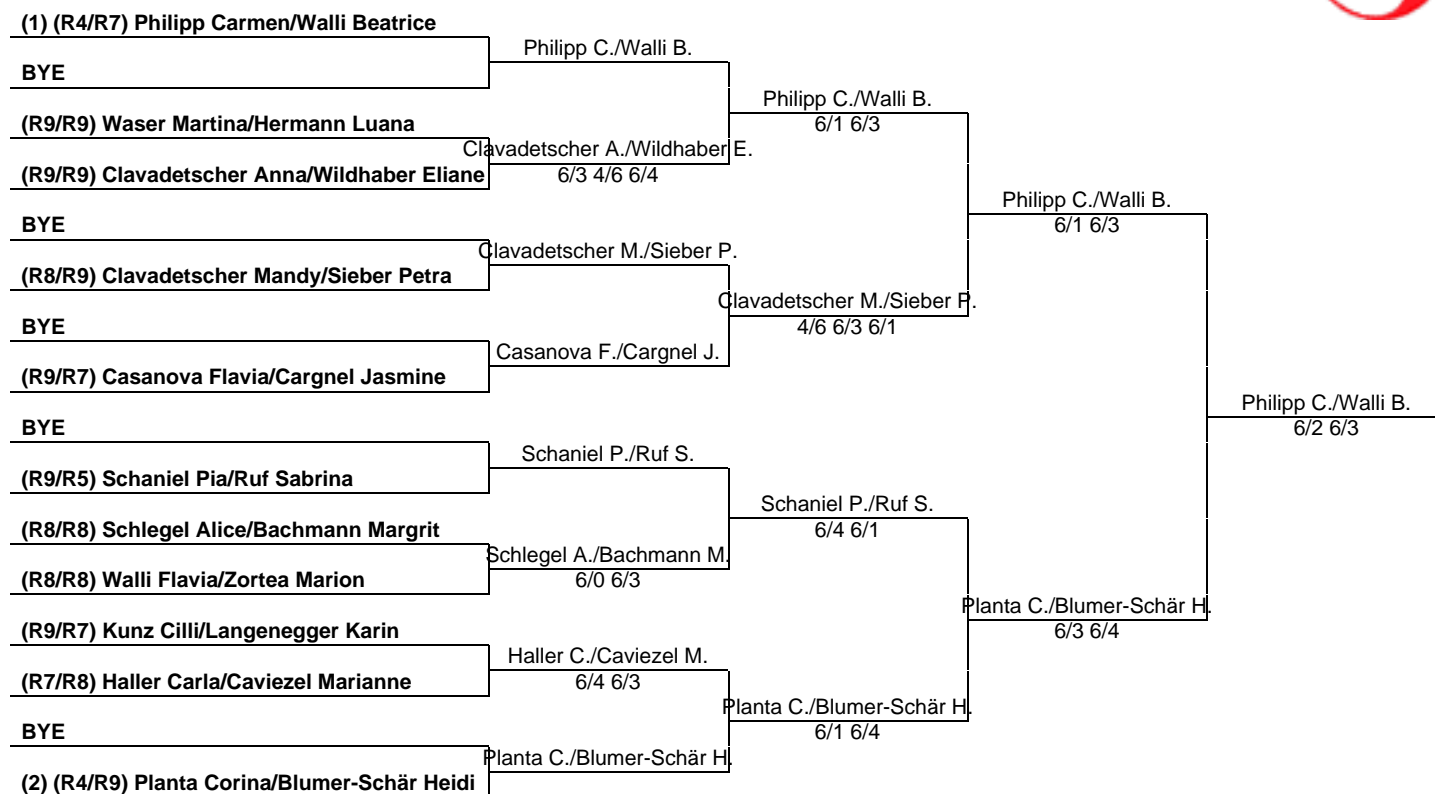 (1) (R4/R7) Philipp Carmen/Walli Beatrice
Philipp C./Walli B.
BYE
Philipp C./Walli B.
6/1 6/3
(R9/R9) Waser Martina/Hermann Luana
Clavadetscher A./Wildhaber E.
6/3 4/6 6/4
(R9/R9) Clavadetscher Anna/Wildhaber Eliane
Philipp C./Walli B.
6/1 6/3
BYE
Clavadetscher M./Sieber P.
(R8/R9) Clavadetscher Mandy/Sieber Petra
Clavadetscher M./Sieber P.
4/6 6/3 6/1
BYE
Casanova F./Cargnel J.
(R9/R7) Casanova Flavia/Cargnel Jasmine
Philipp C./Walli B.
6/2 6/3
BYE
Schaniel P./Ruf S.
(R9/R5) Schaniel Pia/Ruf Sabrina
Schaniel P./Ruf S.
6/4 6/1
(R8/R8) Schlegel Alice/Bachmann Margrit
Schlegel A./Bachmann M.
6/0 6/3
(R8/R8) Walli Flavia/Zortea Marion
Planta C./Blumer-Schär H.
6/3 6/4
(R9/R7) Kunz Cilli/Langenegger Karin
Haller C./Caviezel M.
6/4 6/3
(R7/R8) Haller Carla/Caviezel Marianne
Planta C./Blumer-Schär H.
6/1 6/4
BYE
Planta C./Blumer-Schär H.
(2) (R4/R9) Planta Corina/Blumer-Schär Heidi